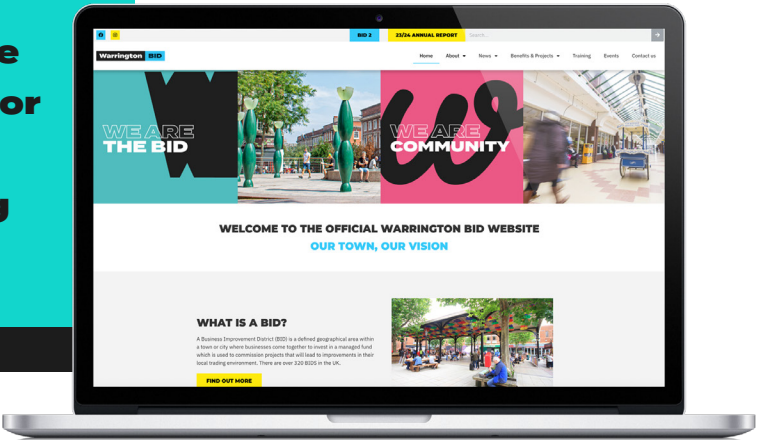 e
or
g
BID 2
23/24 ANNUAL REPORT
Search...
Warrington BID
Home About News Benefits & Projects Training Events Contact us
WE ARE
THE BID
WE ARE
COMMUNITY
WELCOME TO THE OFFICIAL WARRINGTON BID WEBSITE
OUR TOWN, OUR VISION
WHAT IS A BID?
A Business Improvement District (BID) is a defined geographical area within
a town or city where businesses come together to invest in a managed fund
which is used to commission projects that will lead to improvements in their
local trading environment. There are over 320 BIDS in the UK.
FIND OUT MORE